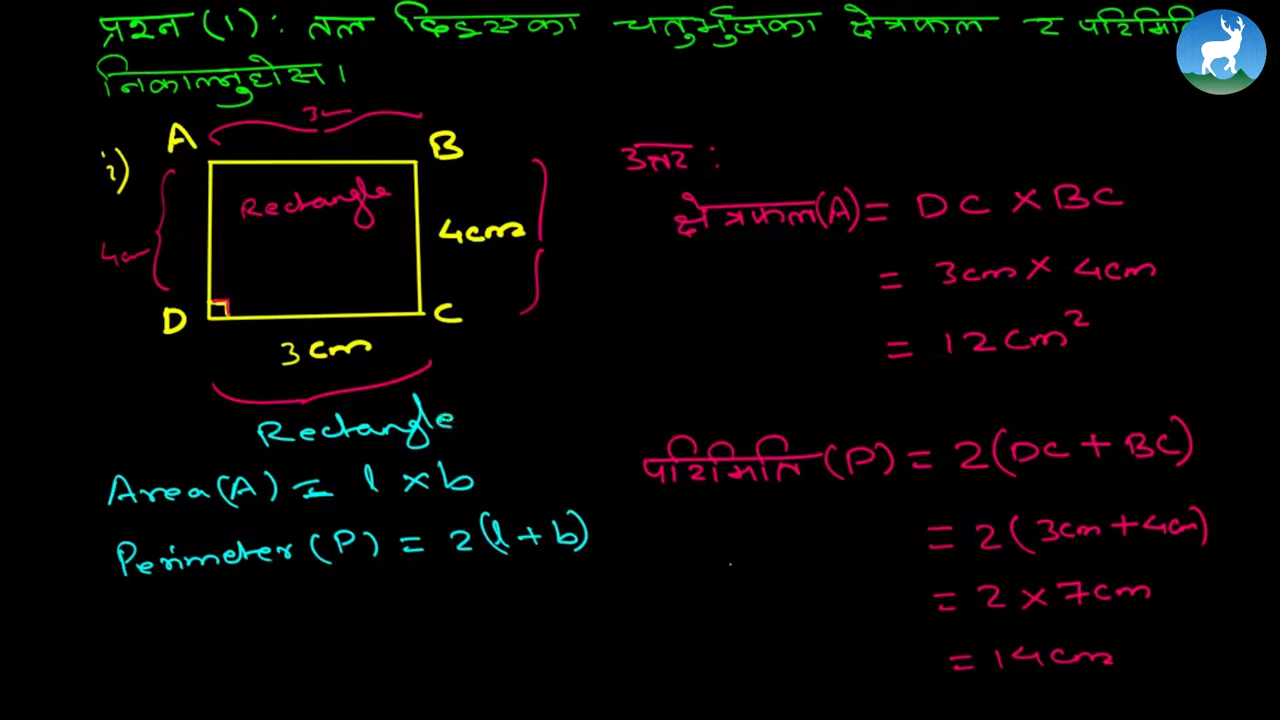 प्रश्न (1) : तल दिइएका चतुर्भुजका क्षेत्रफल र परिमिति
निकाल्नुहोस ।
i)
A
3
B
4cm
Rectangle
4cm
D
C
3cm
Rectangle
Area(A) = l × b
Perimeter (P) = 2(l + b)
उत्तर :
क्षेत्रफल(A) = DC × BC
= 3cm × 4cm
= 12cm²
परिमिति (P) = 2(DC + BC)
= 2(3cm + 4cm)
= 2 × 7cm
= 14cm